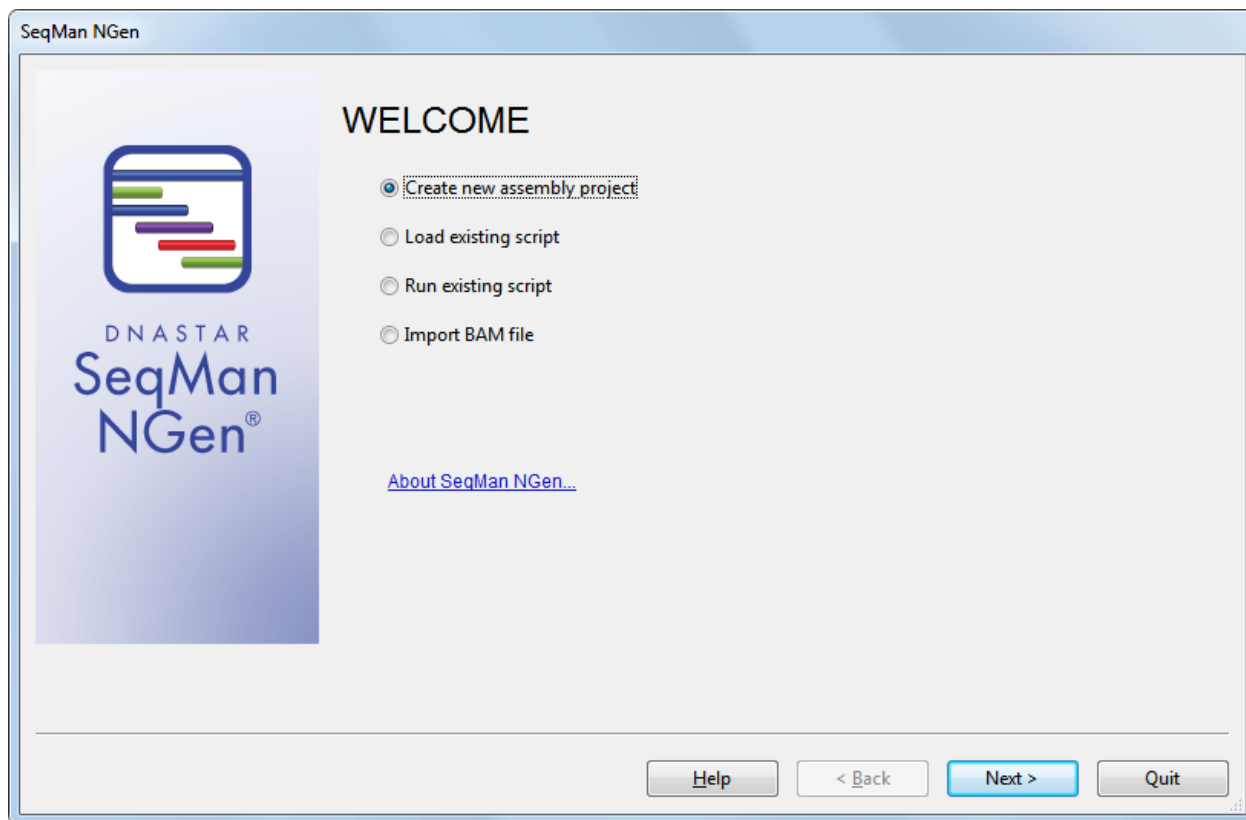 SeqMan NGen
DNASTAR
SeqMan
NGen®
WELCOME
Create new assembly project
Load existing script
Run existing script
Import BAM file
About SeqMan NGen...
Help
< Back
Next >
Quit